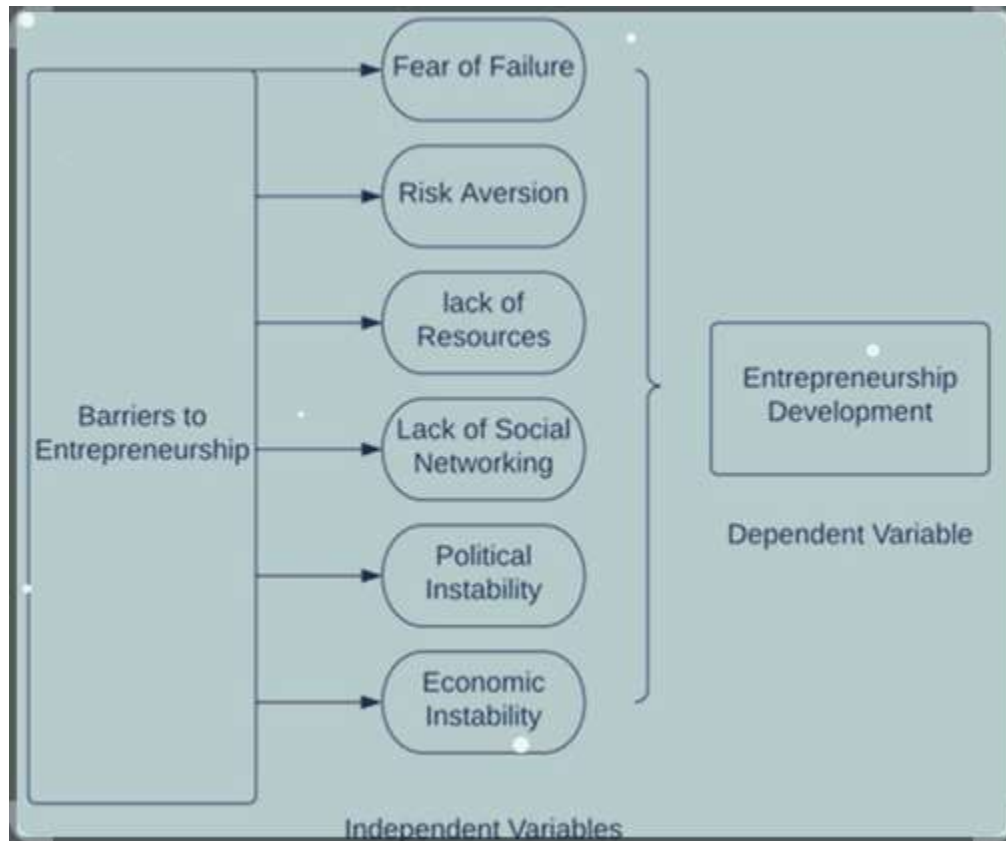 Fear of Failure
Risk Aversion
lack of
Resources
Barriers to
Entrepreneurship
Lack of Social
Networking
Political
Instability
Economic
Instability
Independent Variables
Entrepreneurship
Development
Dependent Variable